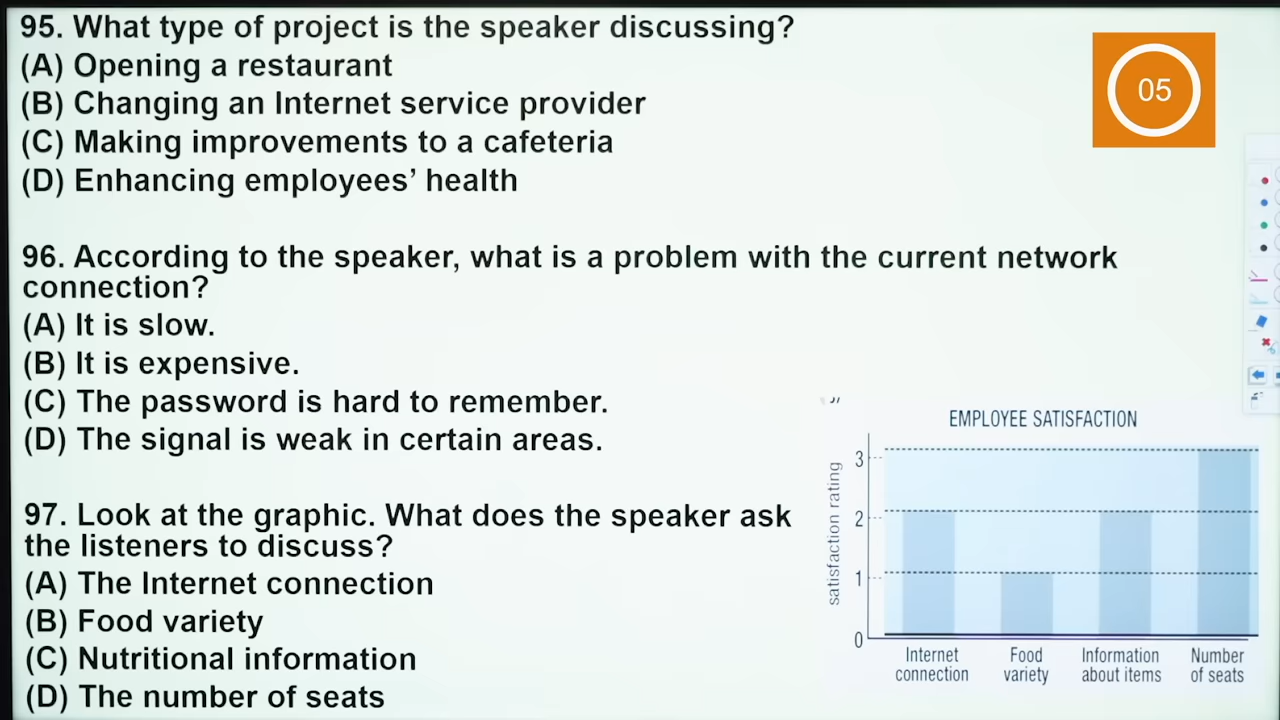 95. What type of project is the speaker discussing?
(A) Opening a restaurant
(B) Changing an Internet service provider
(C) Making improvements to a cafeteria
(D) Enhancing employees’ health
05
96. According to the speaker, what is a problem with the current network
connection?
(A) It is slow.
(B) It is expensive.
(C) The password is hard to remember.
(D) The signal is weak in certain areas.
97. Look at the graphic. What does the speaker ask
the listeners to discuss?
(A) The Internet connection
(B) Food variety
(C) Nutritional information
(D) The number of seats
EMPLOYEE SATISFACTION
satisfaction rating
3
2
1
0
Internet
connection
Food
variety
Information
about items
Number
of seats